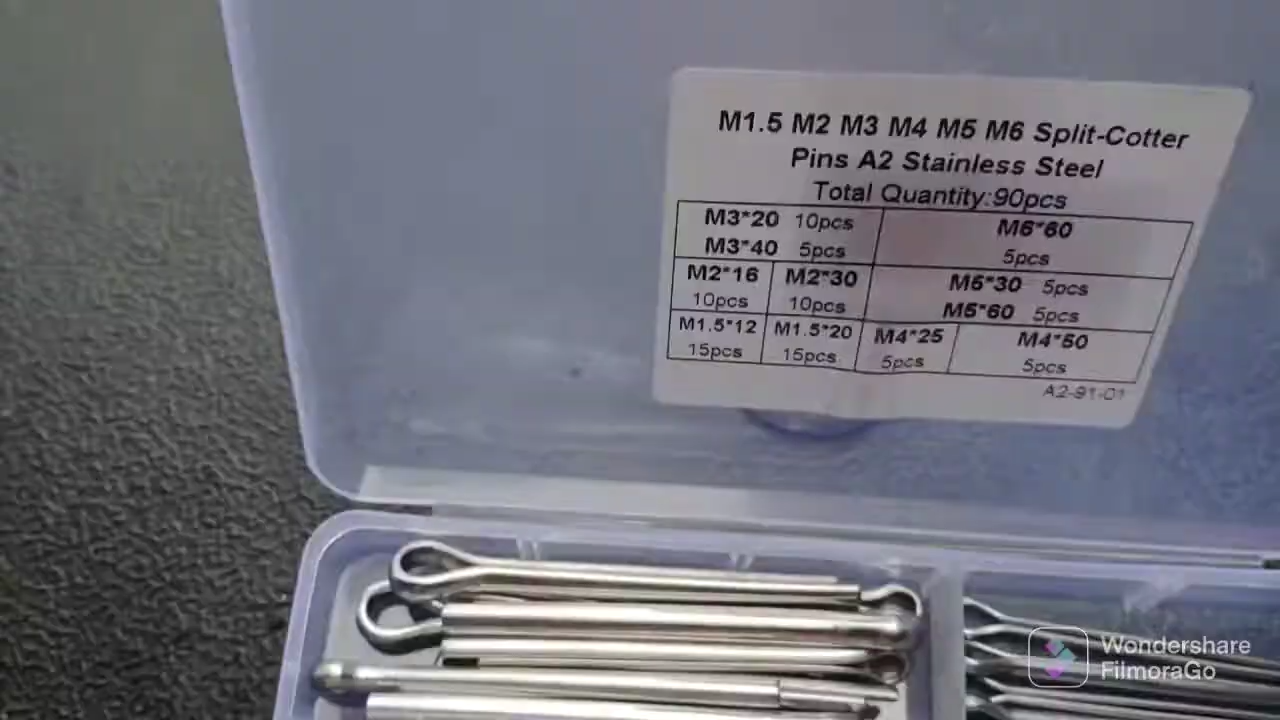 M1.5 M2 M3 M4 M5 M6 Split-Cotter
Pins A2 Stainless Steel
Total Quantity:90pcs
M3*20 10pcs
M3*40 5pcs
M6*60
5pcs
M2*16
10pcs
M2*30
10pcs
M5*30 5pcs
M5*60 5pcs
M1.5*12
15pcs
M1.5*20
15pcs
M4*25
5pcs
M4*50
5pcs
A2-91-01
Wondershare
FilmoraGo